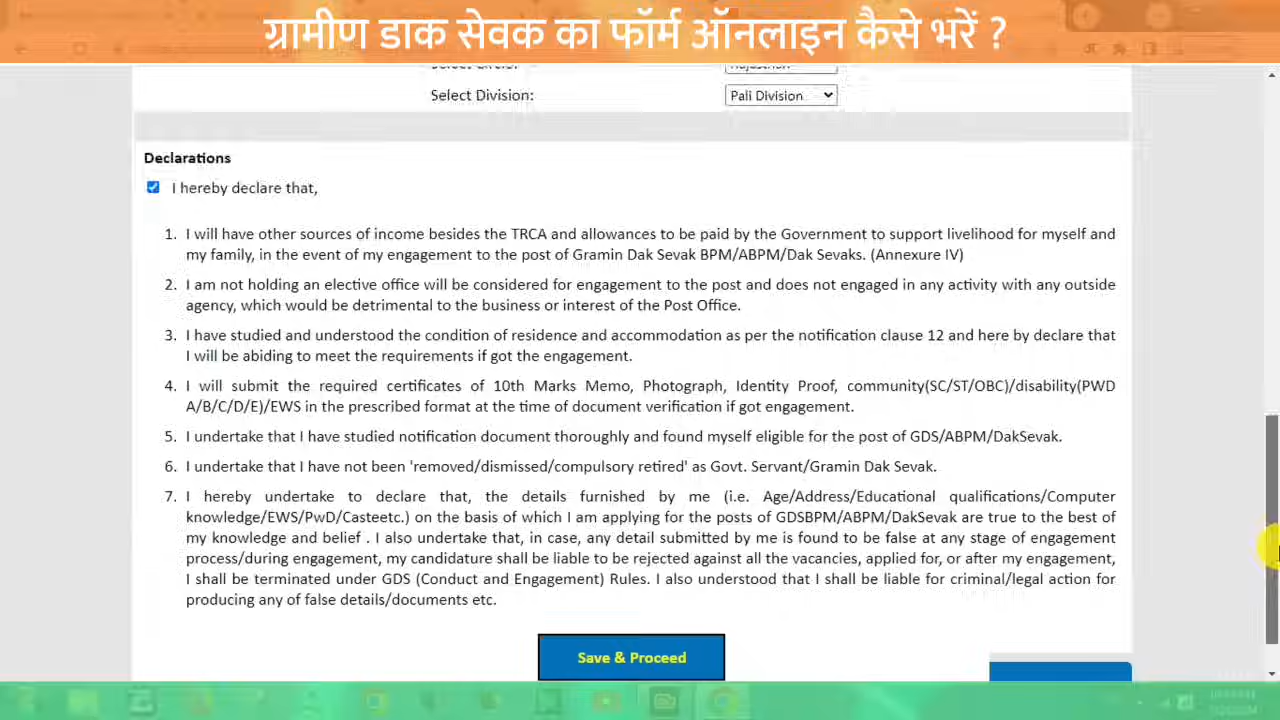 ग्रामीण डाक सेवक का फॉर्म ऑनलाइन कैसे भरें ?
Select Division:
Pali Division
Declarations
I hereby declare that,
1. I will have other sources of income besides the TRCA and allowances to be paid by the Government to support livelihood for myself and
my family, in the event of my engagement to the post of Gramin Dak Sevak BPM/ABPM/Dak Sevaks. (Annexure IV)
2. I am not holding an elective office will be considered for engagement to the post and does not engaged in any activity with any outside
agency, which would be detrimental to the business or interest of the Post Office.
3. I have studied and understood the condition of residence and accommodation as per the notification clause 12 and here by declare that
I will be abiding to meet the requirements if got the engagement.
4. I will submit the required certificates of 10th Marks Memo, Photograph, Identity Proof, community(SC/ST/OBC)/disability(PWD
A/B/C/D/E)/EWS in the prescribed format at the time of document verification if got engagement.
5. I undertake that I have studied notification document thoroughly and found myself eligible for the post of GDS/ABPM/DakSevak.
6. I undertake that I have not been 'removed/dismissed/compulsory retired' as Govt. Servant/Gramin Dak Sevak.
7. I hereby undertake to declare that, the details furnished by me (i.e. Age/Address/Educational qualifications/Computer
knowledge/EWS/PwD/Casteetc.) on the basis of which I am applying for the posts of GDSBPM/ABPM/DakSevak are true to the best of
my knowledge and belief . I also undertake that, in case, any detail submitted by me is found to be false at any stage of engagement
process/during engagement, my candidature shall be liable to be rejected against all the vacancies, applied for, or after my engagement,
I shall be terminated under GDS (Conduct and Engagement) Rules. I also understood that I shall be liable for criminal/legal action for
producing any of false details/documents etc.
Save & Proceed